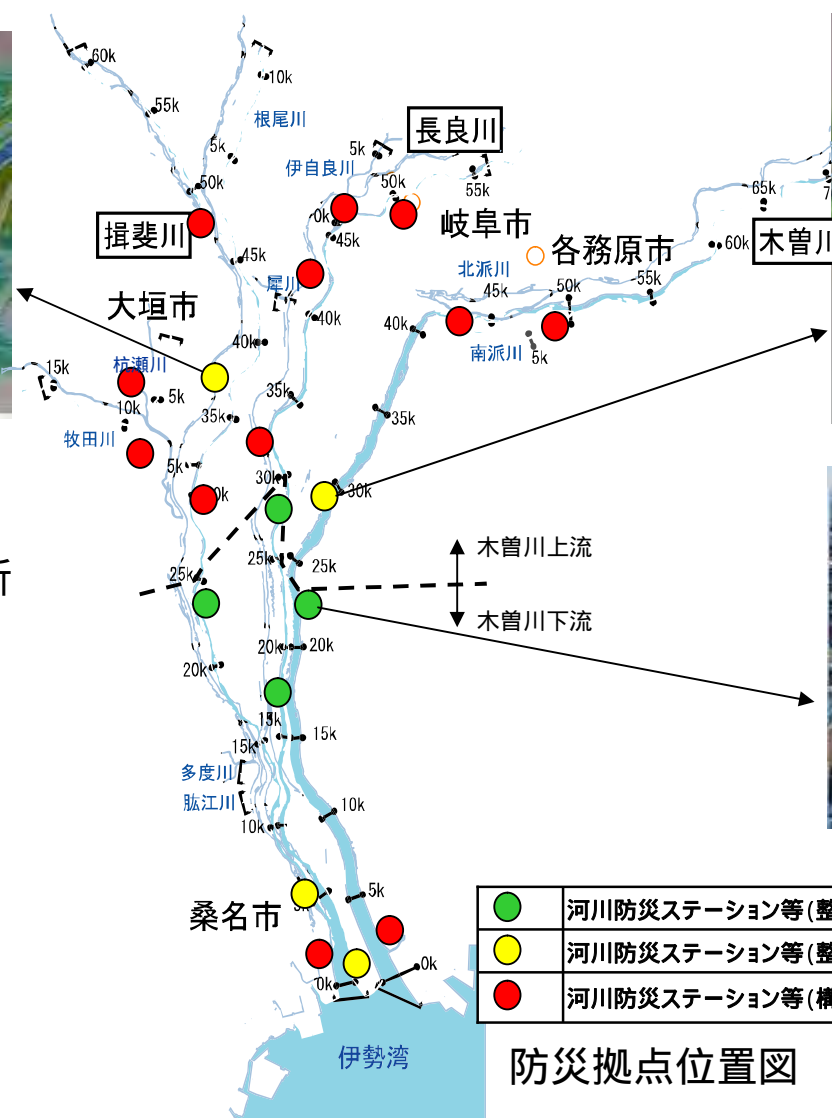 60k
10k
55k
根尾川
長良川
5k
5k
伊自良川
50k
50k
55k
65k
0k
揖斐川
岐阜市
45k
各務原市
60k
木曽川
45k
北派川
犀川
大垣市
45k
50k
55k
40k
40k
40k
南派川
5k
15k
杭瀬川
5k
35k
10k
35k
35k
牧田川
5k
30k
30k
0k
所
木曽川上流
25k
25k
25k
木曽川下流
20k
20k
20k
15k
15k
15k
多度川
肱江川
10k
10k
5k
桑名市
河川防災ステーション等(整
河川防災ステーション等(整
0k
0k
河川防災ステーション等(構
伊勢湾
防災拠点位置図